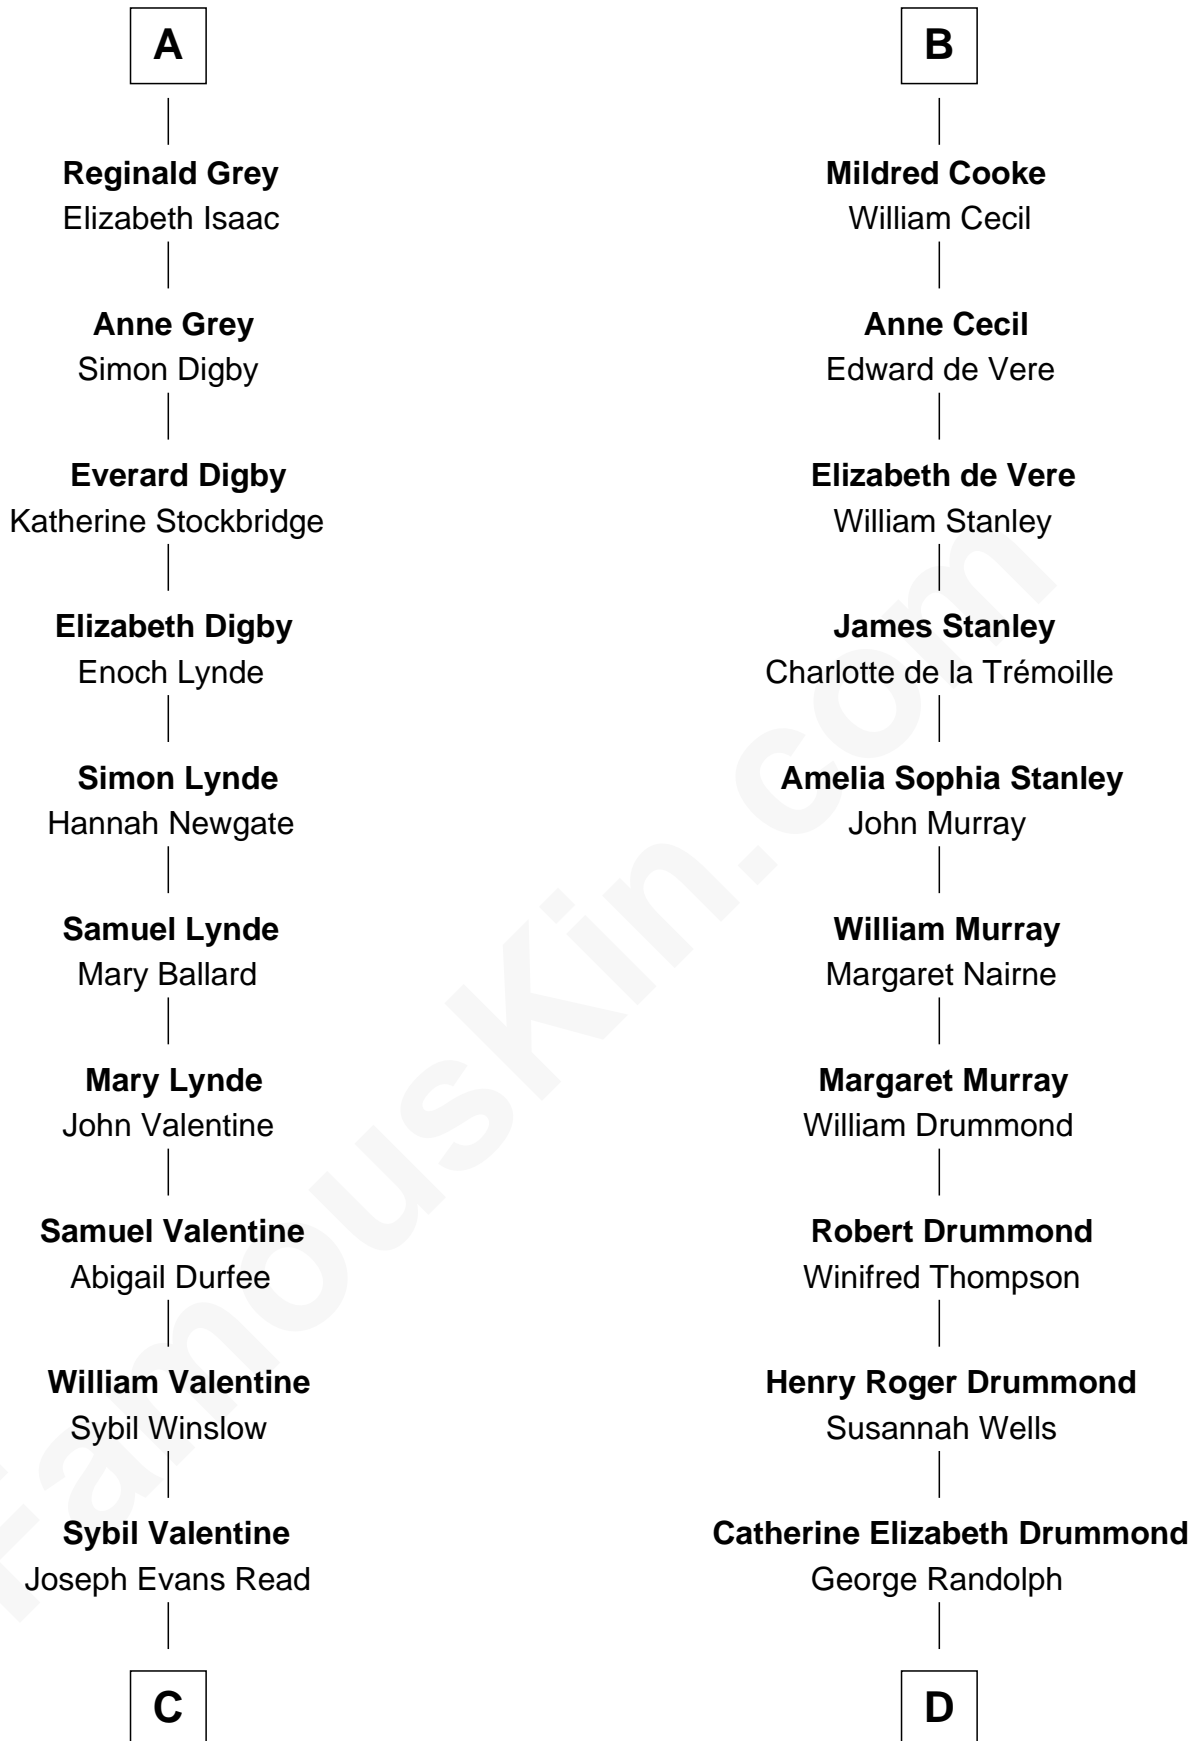 A
Reginald Grey
Elizabeth Isaac
Anne Grey
Simon Digby
Everard Digby
Katherine Stockbridge
Elizabeth Digby
Enoch Lynde
Simon Lynde
Hannah Newgate
Samuel Lynde
Mary Ballard
Mary Lynde
John Valentine
Samuel Valentine
Abigail Durfee
William Valentine
Sybil Winslow
Sybil Valentine
Joseph Evans Read
C
B
Mildred Cooke
William Cecil
Anne Cecil
Edward de Vere
Elizabeth de Vere
William Stanley
James Stanley
Charlotte de la Trémoille
Amelia Sophia Stanley
John Murray
William Murray
Margaret Nairne
Margaret Murray
William Drummond
Robert Drummond
Winifred Thompson
Henry Roger Drummond
Susannah Wells
Catherine Elizabeth Drummond
George Randolph
D
FamousKin.com